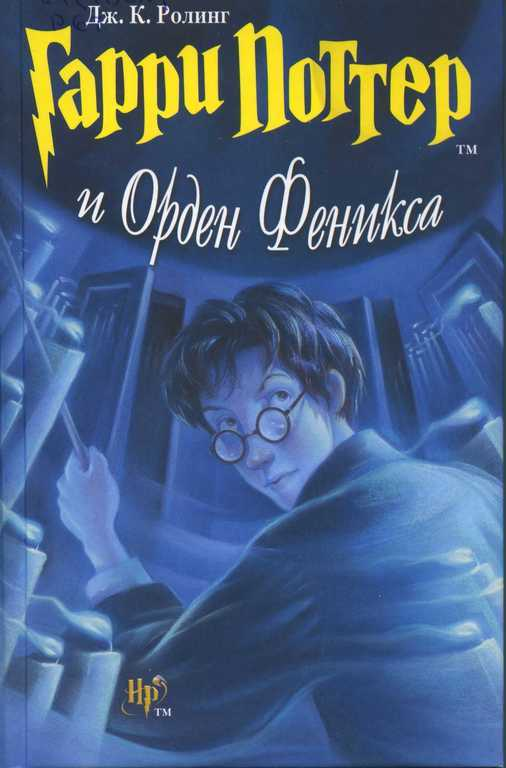 Дж. К. Ролинг
Гарри Поттер
TM
и Орден Феникса
HP
TM